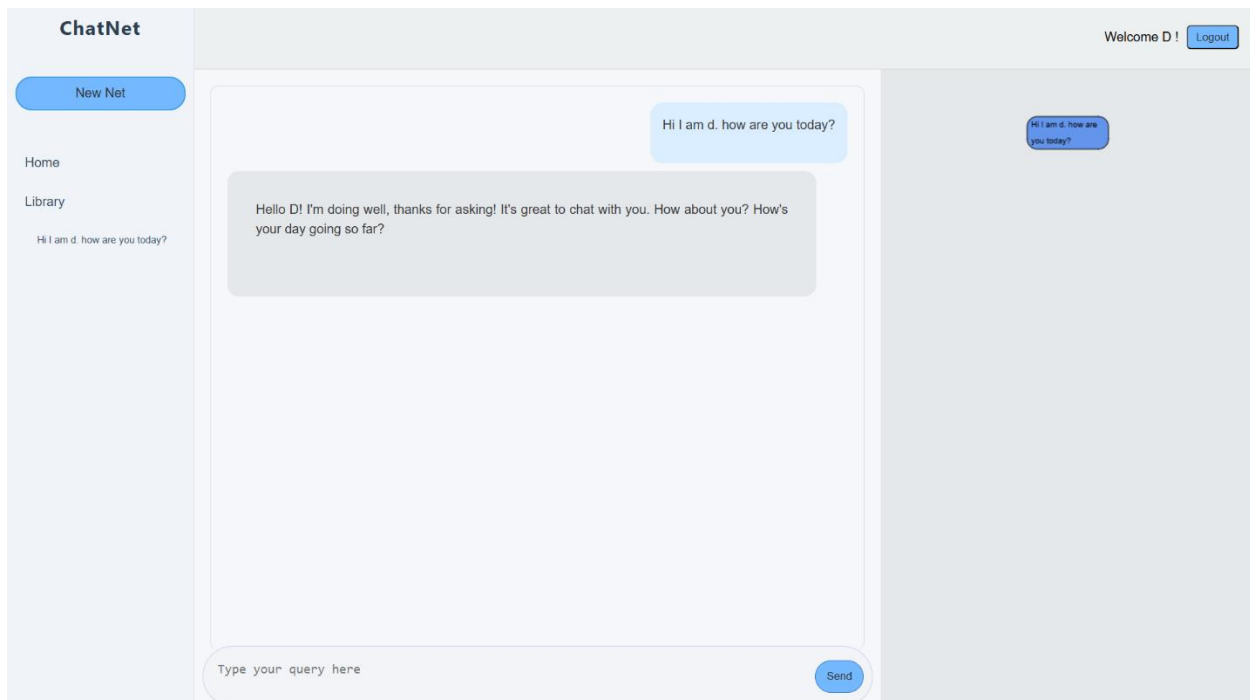 ChatNet
Welcome D !
Logout
New Net
Home
Library
Hi I am d. how are you today?
Hi I am d. how are you today?
Hello D! I'm doing well, thanks for asking! It's great to chat with you. How about you? How's
your day going so far?
Type your query here
Send
Hi I am d. how are
you today?